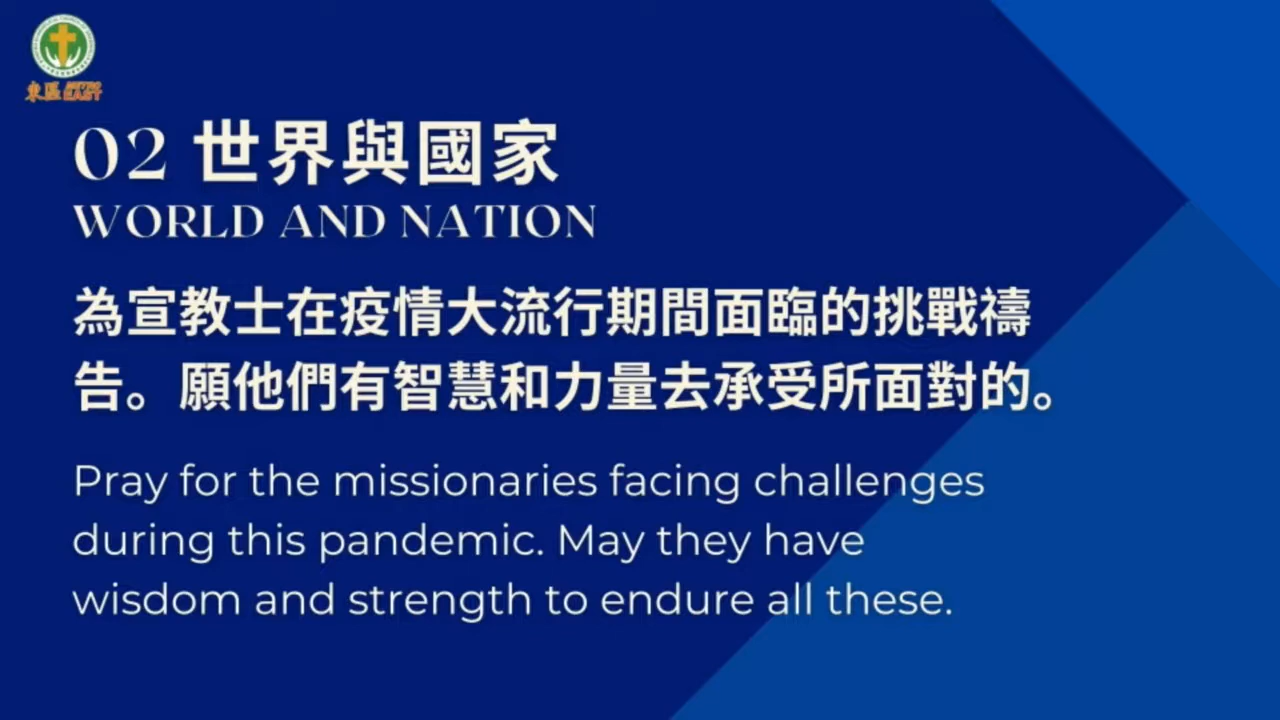 東區
02 世界與國家
WORLD AND NATION
為宣教士在疫情大流行期間面臨的挑戰禱
告。願他們有智慧和力量去承受所面對的。
Pray for the missionaries facing challenges
during this pandemic. May they have
wisdom and strength to endure all these.